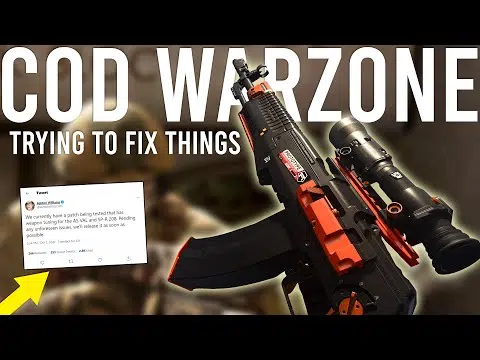 COD WARZONE
TRYING TO FIX THINGS
Tweet
We currently have a patch being tested that has
weapon tuning for the AS VAL and SP-R 208. Pending
any unforeseen issues, we'll release it as soon as
possible.